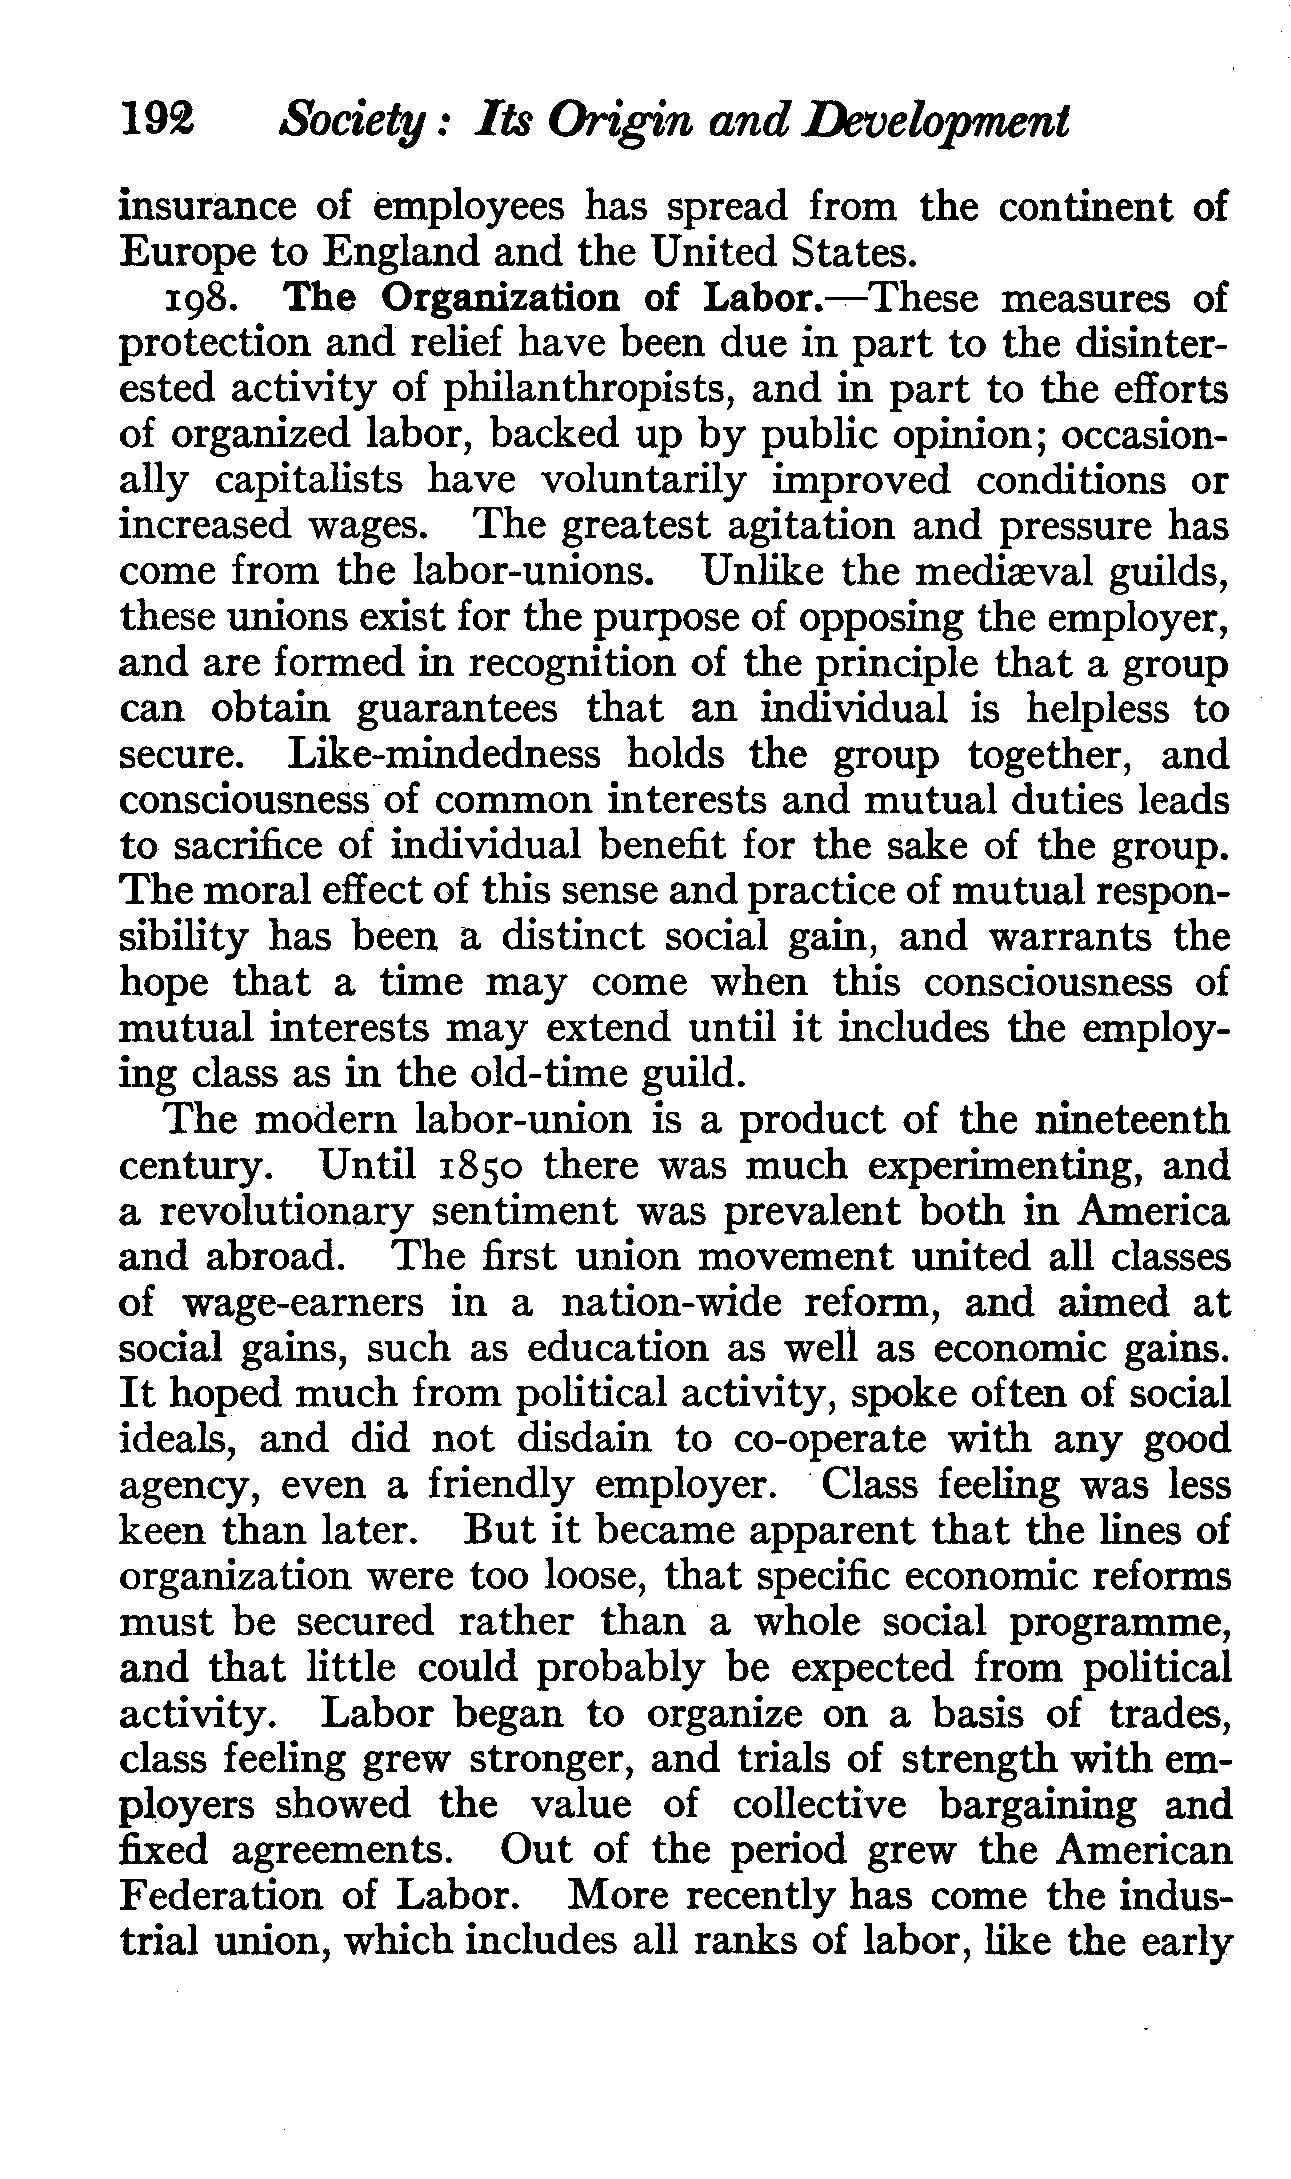 192 Society: Its Origin and Development
insurance of employees has spread from the continent of
Europe to England and the United States.
198. The Organization of Labor.—These measures of
protection and relief have been due in part to the disinter-
ested activity of philanthropists, and in part to the efforts
of organized labor, backed up by public opinion; occasion-
ally capitalists have voluntarily improved conditions or
increased wages. The greatest agitation and pressure has
come from the labor-unions. Unlike the mediæval guilds,
these unions exist for the purpose of opposing the employer,
and are formed in recognition of the principle that a group
can obtain guarantees that an individual is helpless to
secure. Like-mindedness holds the group together, and
consciousness of common interests and mutual duties leads
to sacrifice of individual benefit for the sake of the group.
The moral effect of this sense and practice of mutual respon-
sibility has been a distinct social gain, and warrants the
hope that a time may come when this consciousness of
mutual interests may extend until it includes the employ-
ing class as in the old-time guild.
The modern labor-union is a product of the nineteenth
century. Until 1850 there was much experimenting, and
a revolutionary sentiment was prevalent both in America
and abroad. The first union movement united all classes
of wage-earners in a nation-wide reform, and aimed at
social gains, such as education as well as economic gains.
It hoped much from political activity, spoke often of social
ideals, and did not disdain to co-operate with any good
agency, even a friendly employer. Class feeling was less
keen than later. But it became apparent that the lines of
organization were too loose, that specific economic reforms
must be secured rather than a whole social programme,
and that little could probably be expected from political
activity. Labor began to organize on a basis of trades,
class feeling grew stronger, and trials of strength with em-
ployers showed the value of collective bargaining and
fixed agreements. Out of the period grew the American
Federation of Labor. More recently has come the indus-
trial union, which includes all ranks of labor, like the early